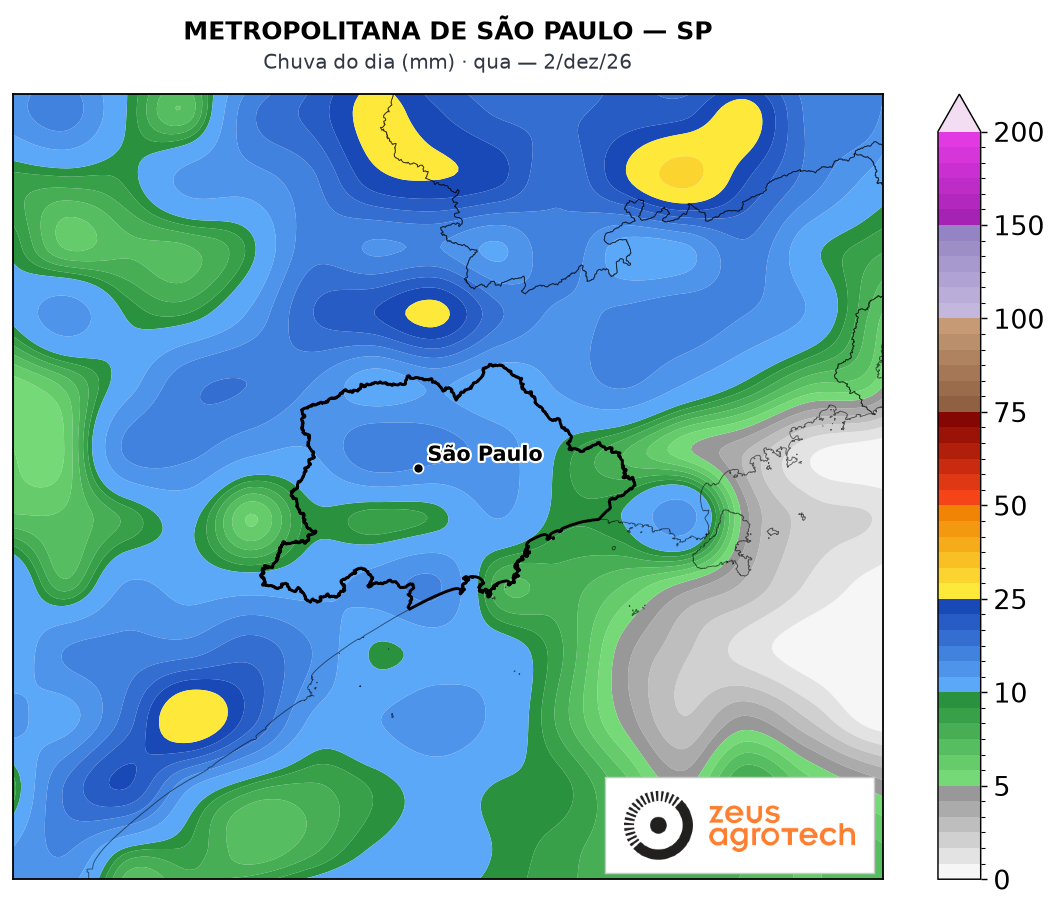 METROPOLITANA DE SÃO PAULO — SP
Chuva do dia (mm) · qua — 2/dez/26
200
150
100
75
50
25
10
5
0
São Paulo
zeus
agrotech